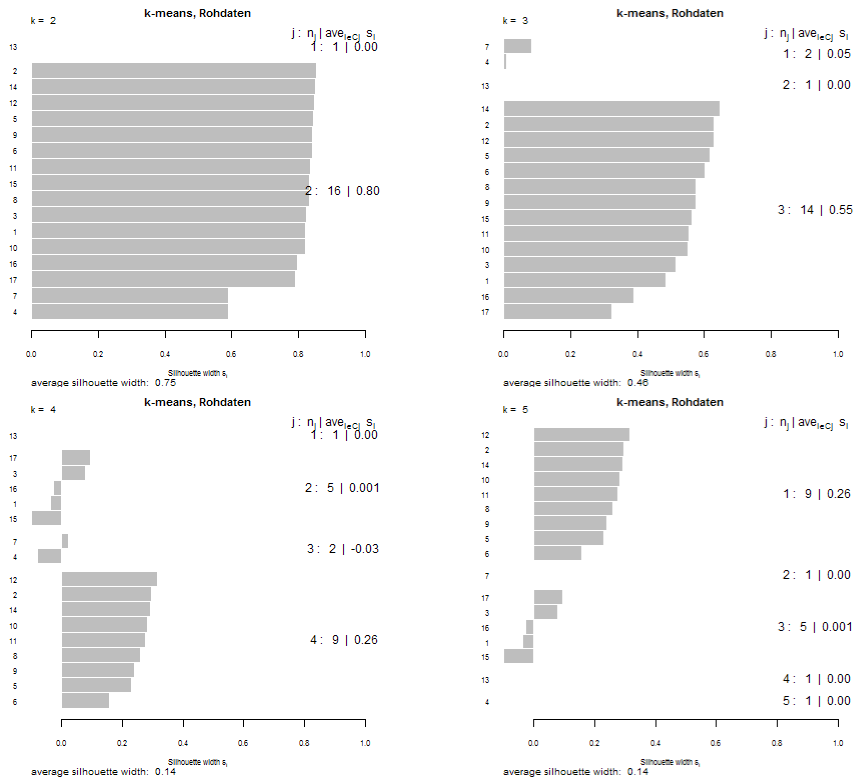 k-means, Rohdaten
k = 2
j : nj | aveiєCj si
13
1 : 1 | 0.00
2
14
12
5
9
6
11
15
2 : 16 | 0.80
8
3
1
10
16
17
7
4
0.0 0.2 0.4 0.6 0.8 1.0
Silhouette width si
average silhouette width: 0.75
k-means, Rohdaten
k = 3
j : nj | aveiєCj si
7
1 : 2 | 0.05
4
13
2 : 1 | 0.00
14
2
12
5
6
8
9
3 : 14 | 0.55
15
11
10
3
1
16
17
0.0 0.2 0.4 0.6 0.8 1.0
Silhouette width si
average silhouette width: 0.46
k-means, Rohdaten
k = 4
j : nj | aveiєCj si
13
1 : 1 | 0.00
17
3
16
2 : 5 | 0.001
1
15
7
3 : 2 | -0.03
4
12
2
14
10
11
4 : 9 | 0.26
8
9
5
6
0.0 0.2 0.4 0.6 0.8 1.0
Silhouette width si
average silhouette width: 0.14
k-means, Rohdaten
k = 5
j : nj | aveiєCj si
12
2
14
10
11
1 : 9 | 0.26
8
9
5
6
7
2 : 1 | 0.00
17
3
16
3 : 5 | 0.001
1
15
13
4 : 1 | 0.00
4
5 : 1 | 0.00
0.0 0.2 0.4 0.6 0.8 1.0
Silhouette width si
average silhouette width: 0.14